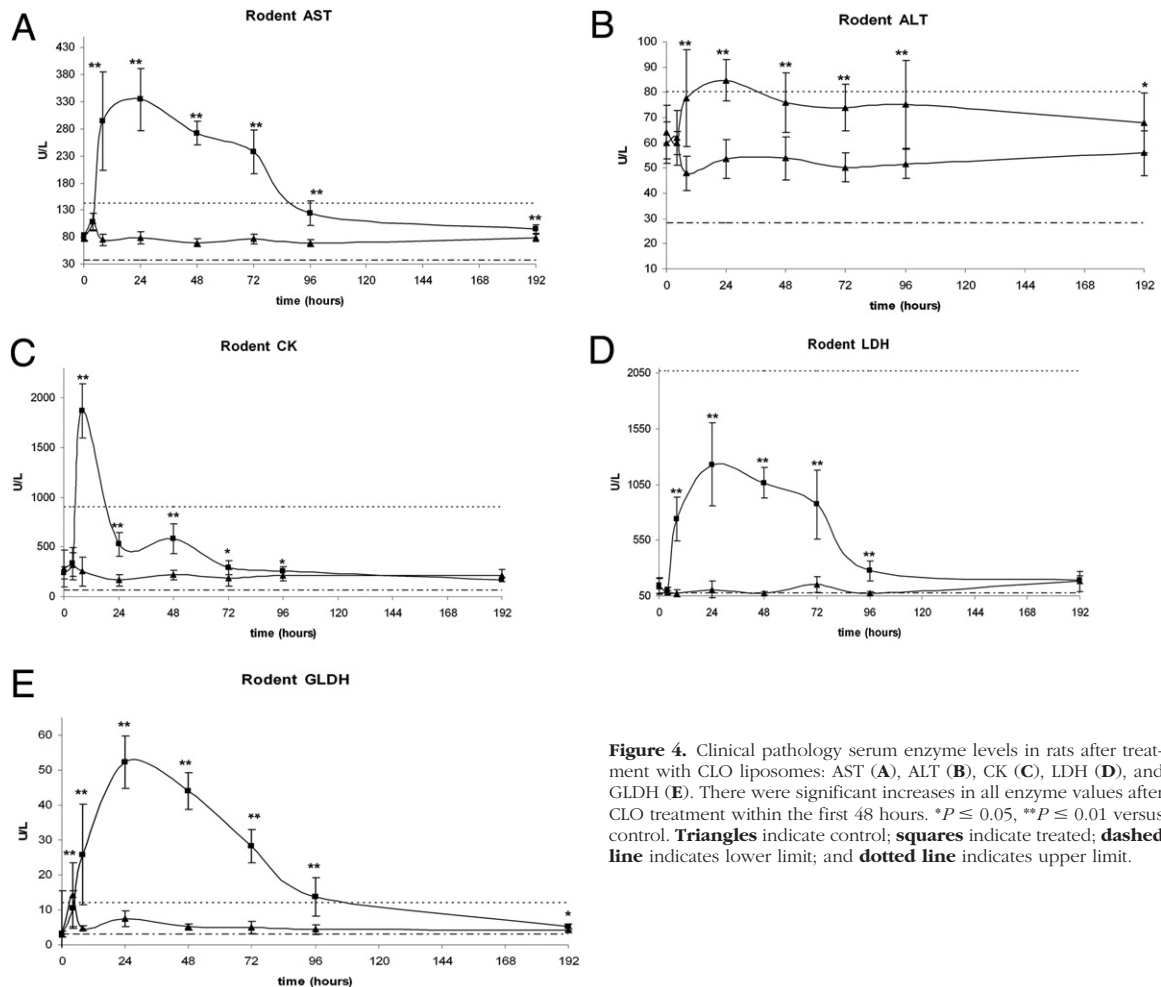 A
Rodent AST
430
380
330
280
230
180
130
80
30
U/L
** ** ** ** ** **
0 24 48 72 96 120 144 168 192
time (hours)
B
Rodent ALT
100
90
80
70
60
50
40
30
20
10
U/L
** ** ** ** ** *
0 24 48 72 96 120 144 168 192
time (hours)
C
Rodent CK
2000
1500
1000
500
0
U/L
** ** ** * *
0 24 48 72 96 120 144 168 192
time (hours)
D
Rodent LDH
2050
1550
1050
550
50
U/L
** ** ** ** **
0 24 48 72 96 120 144 168 192
time (hours)
E
Rodent GLDH
60
50
40
30
20
10
0
U/L
** ** ** ** ** ** *
0 24 48 72 96 120 144 168 192
time (hours)
Figure 4. Clinical pathology serum enzyme levels in rats after treat-
ment with CLO liposomes: AST (A), ALT (B), CK (C), LDH (D), and
GLDH (E). There were significant increases in all enzyme values after
CLO treatment within the first 48 hours. *P ≤ 0.05, **P ≤ 0.01 versus
control. Triangles indicate control; squares indicate treated; dashed
line indicates lower limit; and dotted line indicates upper limit.